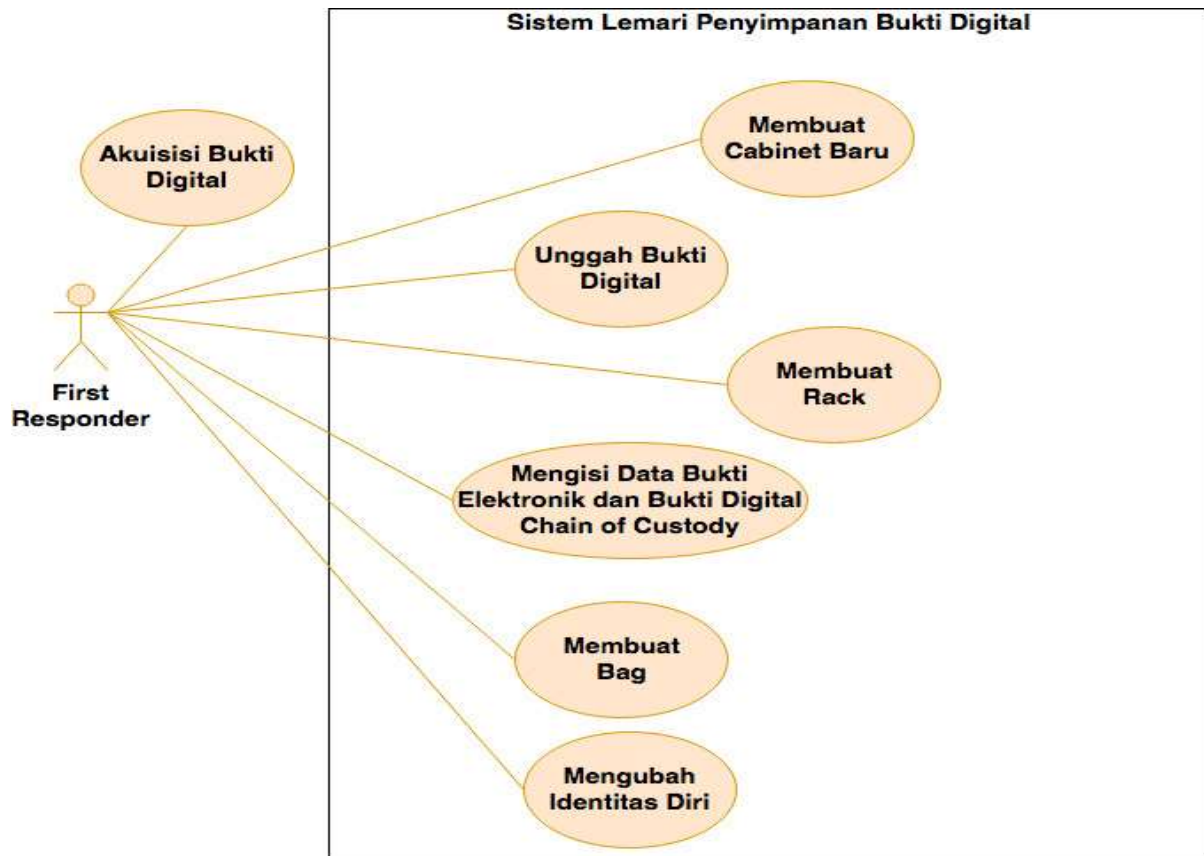 Sistem Lemari Penyimpanan Bukti Digital
Akuisisi Bukti
Digital
Membuat
Cabinet Baru
Unggah Bukti
Digital
First
Responder
Membuat
Rack
Mengisi Data Bukti
Elektronik dan Bukti Digital
Chain of Custody
Membuat
Bag
Mengubah
Identitas Diri